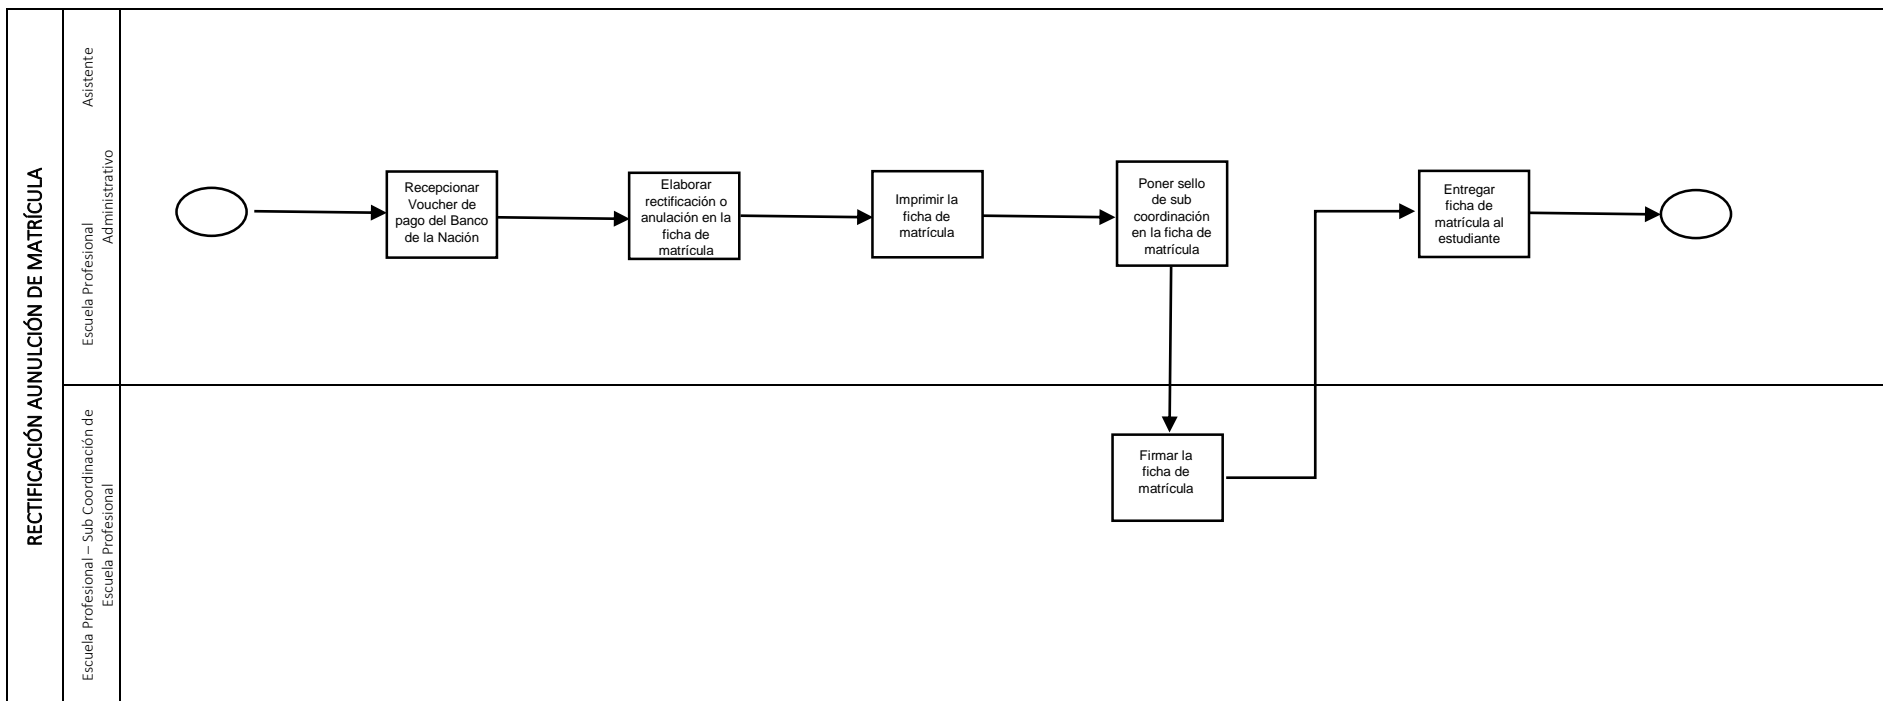 RECTIFICACIÓN AUNULCIÓN DE MATRÍCULA
Escuela Profesional Asistente
Administrativo
Recepcionar
Voucher de
pago del Banco
de la Nación
Elaborar
rectificación o
anulación en la
ficha de
matrícula
Imprimir la
ficha de
matrícula
Poner sello
de sub
coordinación
en la ficha de
matrícula
Entregar
ficha de
matrícula al
estudiante
Escuela Profesional – Sub Coordinación de
Escuela Profesional
Firmar la
ficha de
matrícula